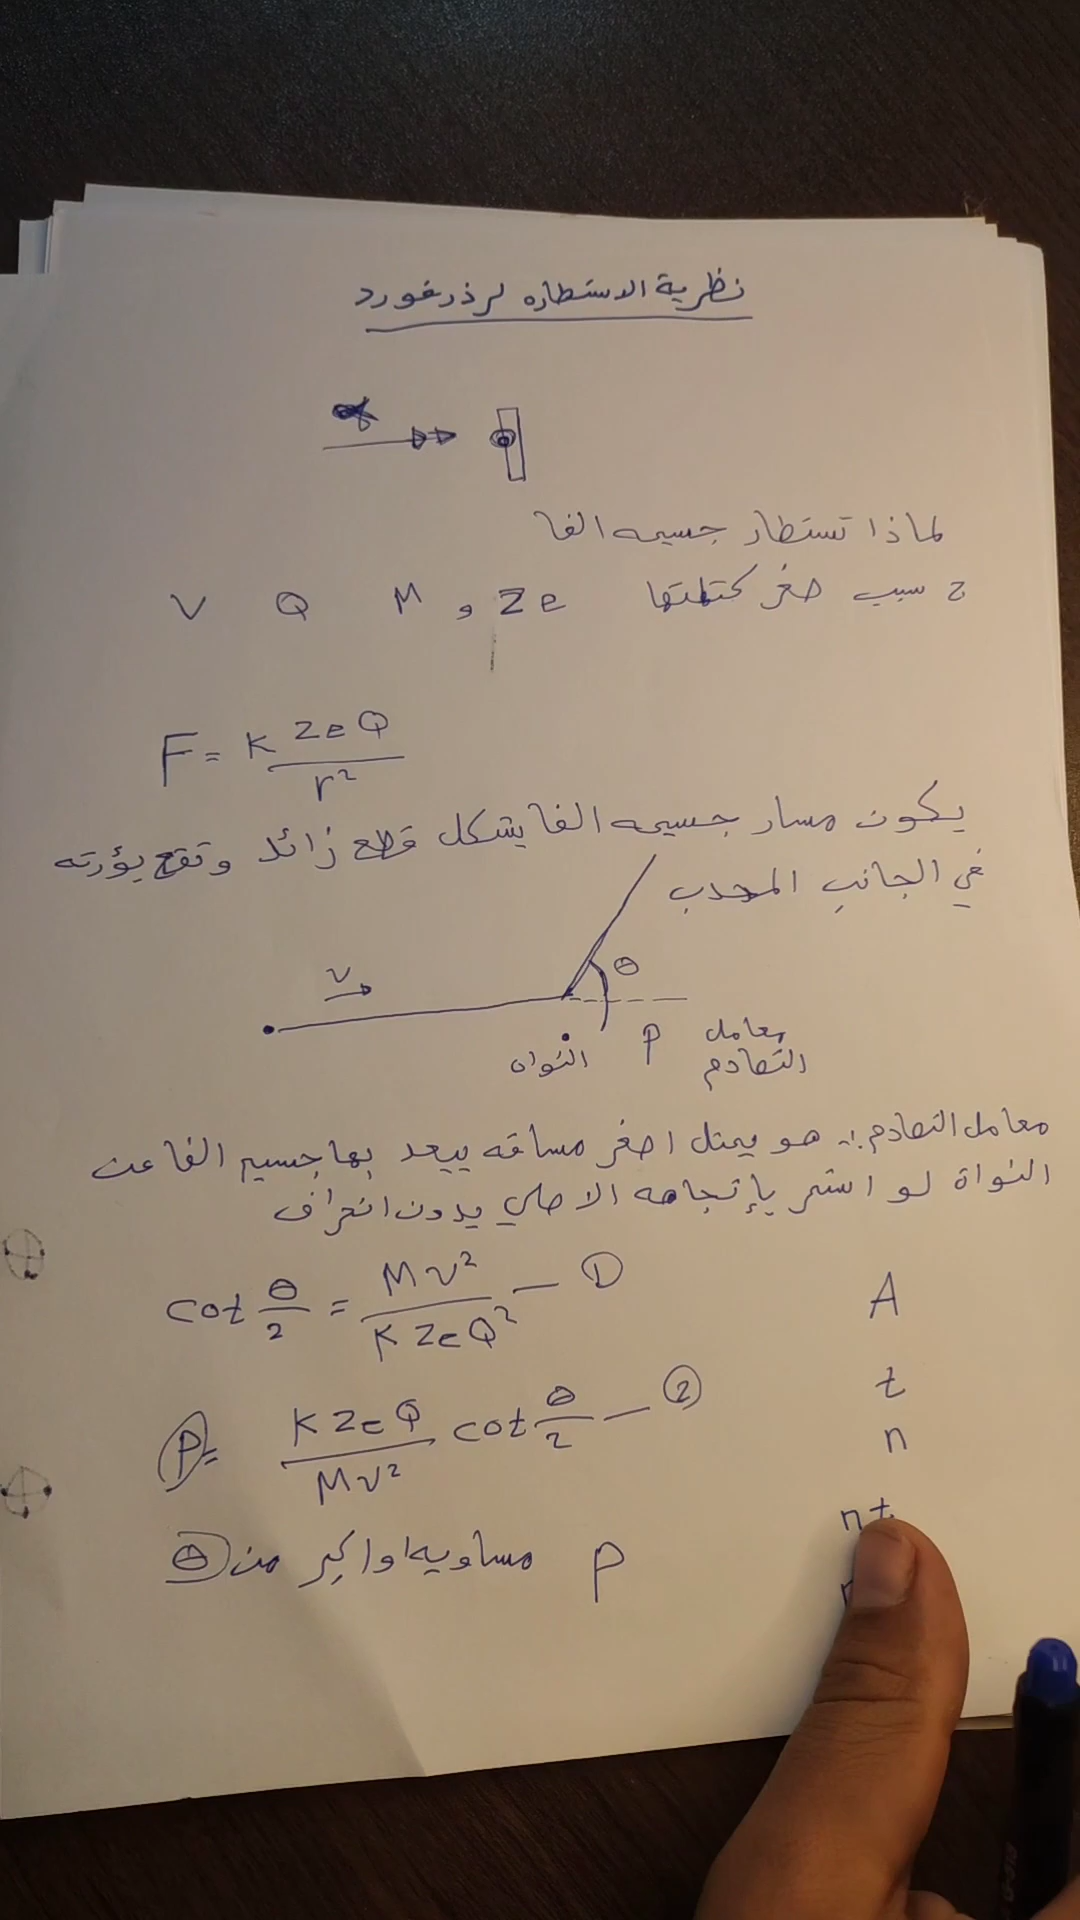 نظرية الاستطاره لرذرفورد
α
لماذا تستطار جسيمه الفا
ج سبب صغر كتلتها Ze , M Q V
F = K ZeQ / r²
يكون مسار جسيمه الفا يشكل قطع زائد وتقع بؤرته
في الجانب المحدب
v
θ
النواه P معامل التصادم
معامل التصادم :- هو يمثل اصغر مسافه يبعد بها جسيم الفا عن
النواة لو استمر بإتجاهه الاصلي بدون انحراف
cot θ/2 = Mv² / KZeQ² — ①
A
P = KZeQ / Mv² cot θ/2 — ②
t
n
nt
P مساويه او اكبر من θ